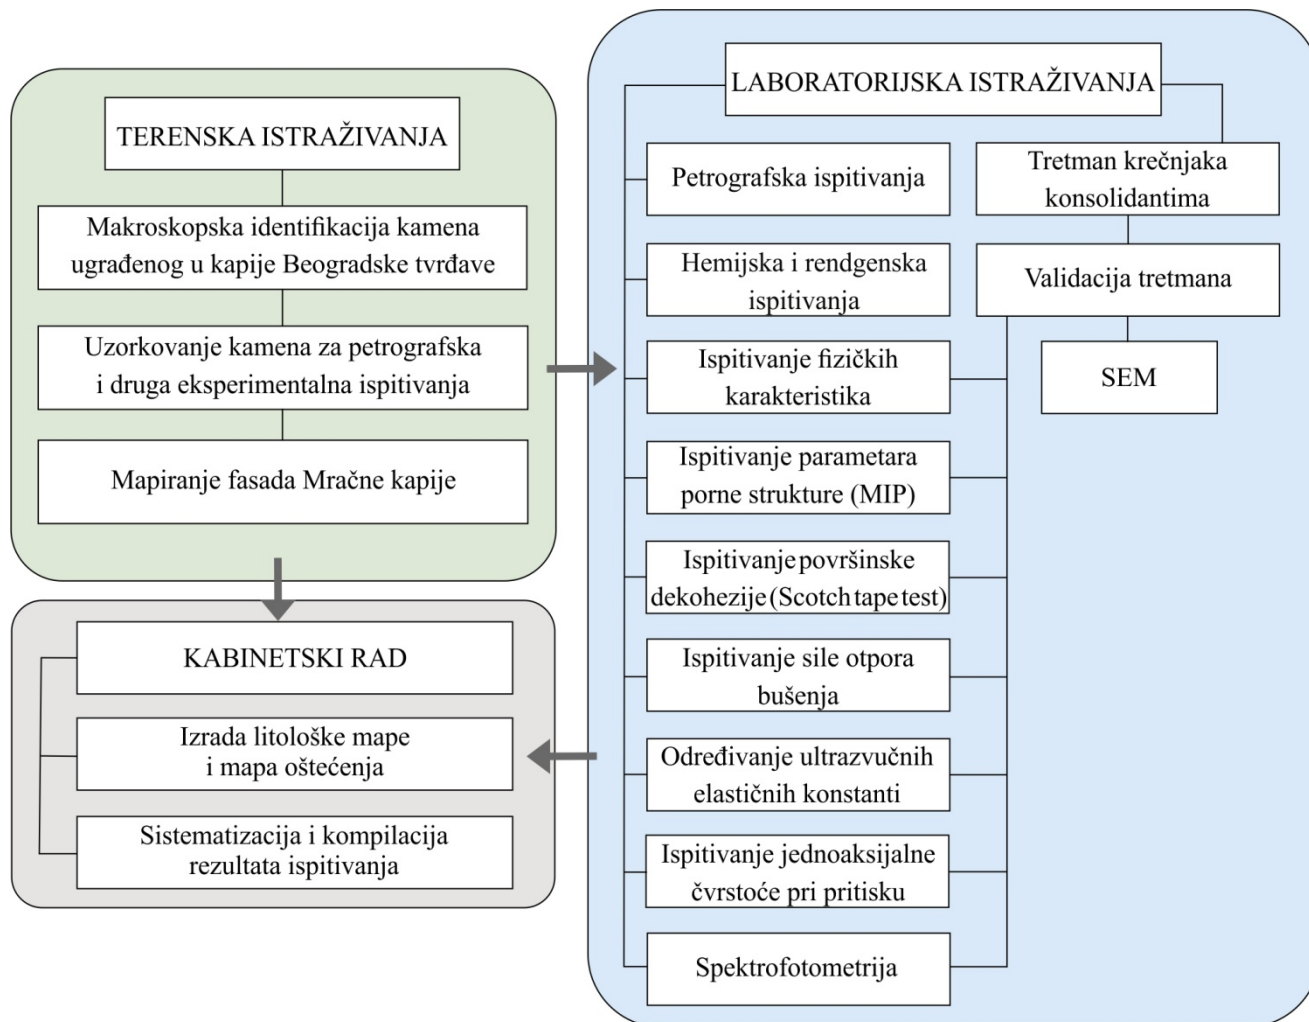 TERENSKA ISTRAŽIVANJA
Makroskopska identifikacija kamena
ugrađenog u kapije Beogradske tvrđave
Uzorkovanje kamena za petrografska
i druga eksperimentalna ispitivanja
Mapiranje fasada Mračne kapije
KABINETSKI RAD
Izrada litološke mape
i mapa oštećenja
Sistematizacija i kompilacija
rezultata ispitivanja
LABORATORIJSKA ISTRAŽIVANJA
Petrografska ispitivanja
Hemijska i rendgenska
ispitivanja
Ispitivanje fizičkih
karakteristika
Ispitivanje parametara
porne strukture (MIP)
Ispitivanje površinske
dekohezije (Scotch tape test)
Ispitivanje sile otpora
bušenja
Određivanje ultrazvučnih
elastičnih konstanti
Ispitivanje jednoaksijalne
čvrstoće pri pritisku
Spektrofotometrija
Tretman krečnjaka
konsolidantima
Validacija tretmana
SEM